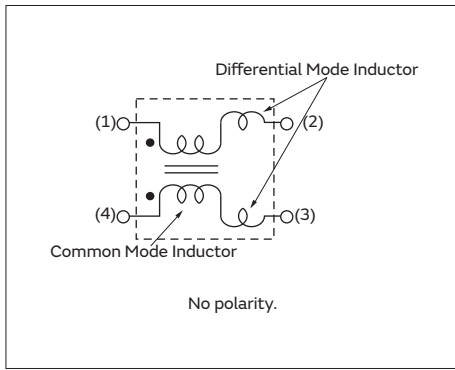 Differential Mode Inductor
(1)
(2)
(4)
(3)
Common Mode Inductor
No polarity.